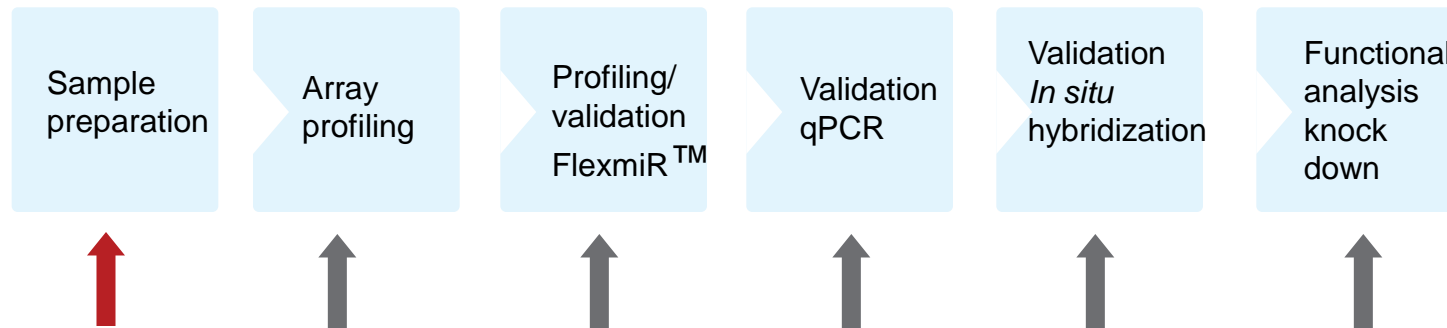 Sample
preparation
Array
profiling
Profiling/
validation
FlexmiR™
Validation
qPCR
Validation
In situ
hybridization
Functional
analysis
knock
down